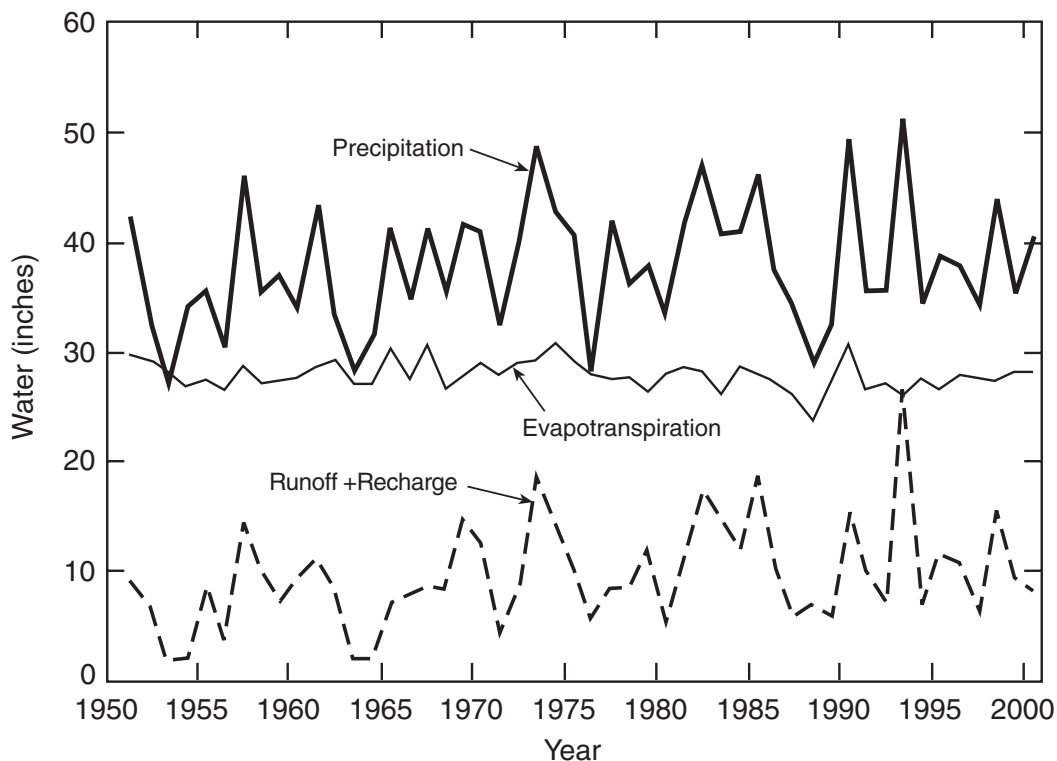 60
50
40
30
20
10
0
Water (inches)
Precipitation
Evapotranspiration
Runoff +Recharge
1950 1955 1960 1965 1970 1975 1980 1985 1990 1995 2000
Year